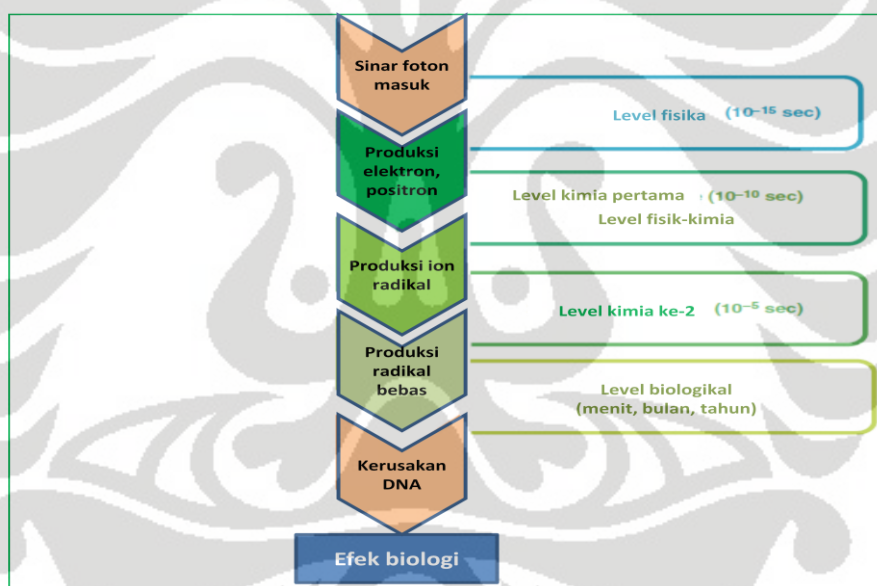 Sinar foton
masuk
Level fisika (10⁻¹⁵ sec)
Produksi
elektron,
positron
Level kimia pertama (10⁻¹⁰ sec)
Level fisik-kimia
Produksi ion
radikal
Level kimia ke-2 (10⁻⁵ sec)
Produksi
radikal
bebas
Level biologikal
(menit, bulan, tahun)
Kerusakan
DNA
Efek biologi